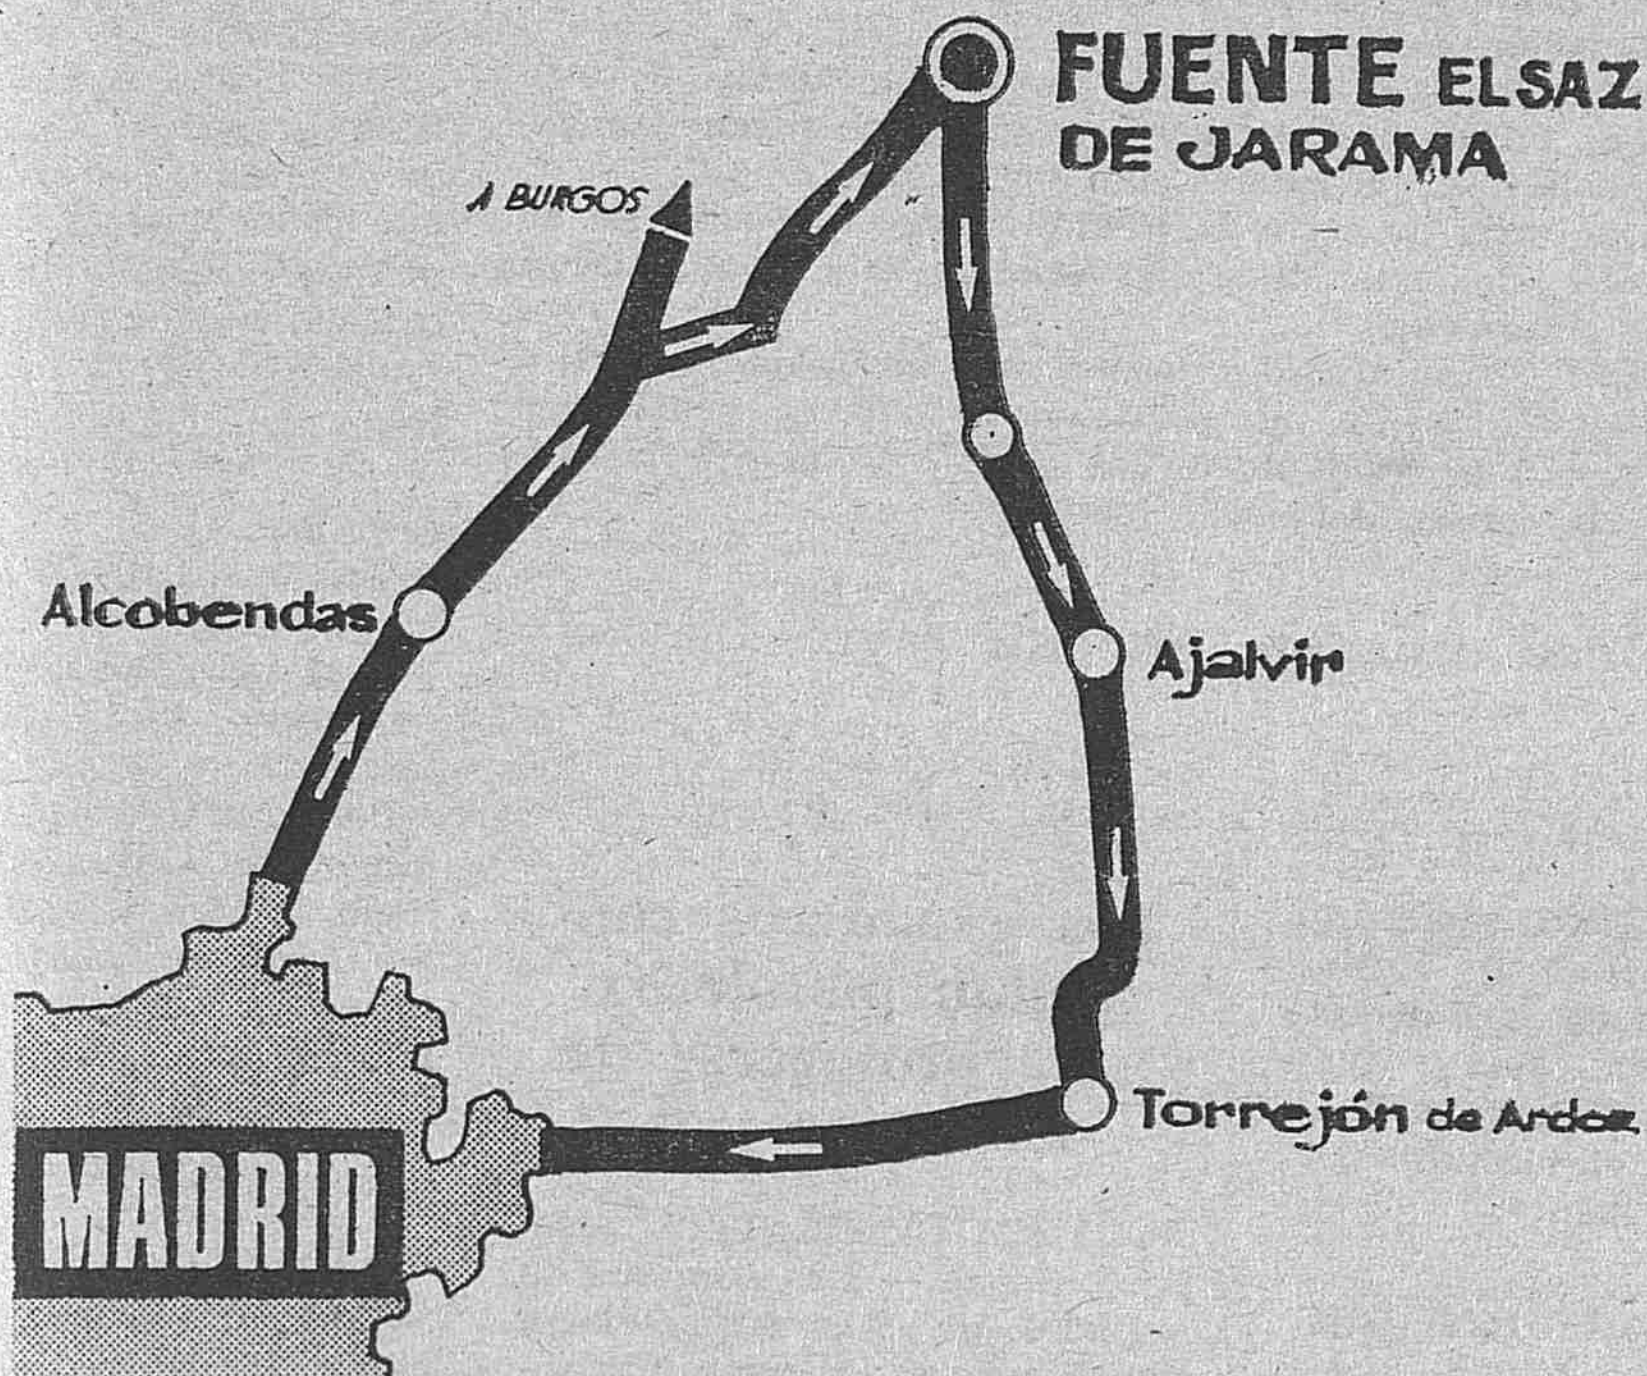 FUENTE EL SAZ
DE JARAMA
A BURGOS
Alcobendas
Ajalvir
Torrejón de Ardoz
MADRID